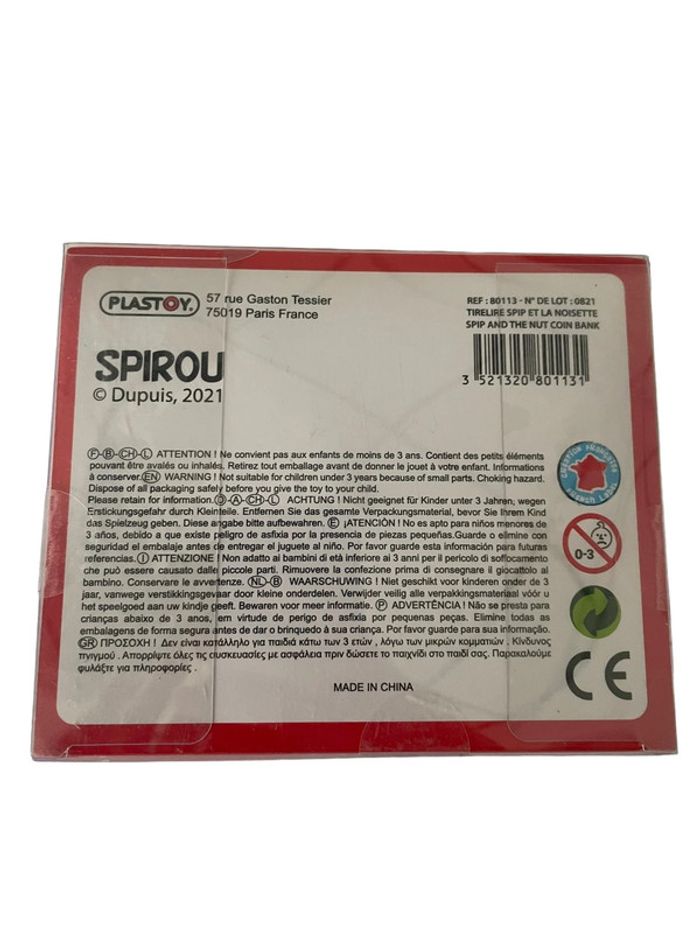 PLASTOY.
57 rue Gaston Tessier
75019 Paris France
REF : 80113 - N° DE LOT : 0821
TIRELIRE SPIP ET LA NOISETTE
SPIP AND THE NUT COIN BANK
3 521320 801131
SPIROU
© Dupuis, 2021
F-B-CH-L ATTENTION ! Ne convient pas aux enfants de moins de 3 ans. Contient des petits éléments
pouvant être avalés ou inhalés. Retirez tout emballage avant de donner le jouet à votre enfant. Informations
à conserver. EN WARNING ! Not suitable for children under 3 years because of small parts. Choking hazard.
Dispose of all packaging safely before you give the toy to your child.
Please retain for information. D-A-CH-L ACHTUNG ! Nicht geeignet für Kinder unter 3 Jahren; wegen
Erstickungsgefahr durch Kleinteile. Entfernen Sie das gesamte Verpackungsmaterial, bevor Sie Ihrem Kind
das Spielzeug geben. Diese angabe bitte aufbewahren. E ¡ATENCIÓN! No es apto para niños menores de
3 años, debido a que existe peligro de asfixia por la presencia de piezas pequeñas.Guarde o elimine con
seguridad el embalaje antes de entregar el juguete al niño. Por favor guarde esta información para futuras
referencias. I ATTENZIONE ! Non adatto ai bambini di età inferiore ai 3 anni per il pericolo di soffocamento
che può essere causato dalle piccole parti. Rimuovere la confezione prima di consegnare il giocattolo al
bambino. Conservare le avvertenze. NL-B WAARSCHUWING ! Niet geschikt voor kinderen onder de 3
jaar, vanwege verstikkingsgevaar door kleine onderdelen. Verwijder veilig alle verpakkingsmateriaal vóór u
het speelgoed aan uw kindje geeft. Bewaren voor meer informatie. P ADVERTÊNCIA ! Não se presta para
crianças abaixo de 3 anos, em virtude de perigo de asfixia por pequenas peças. Elimine todas as
embalagens de forma segura antes de dar o brinquedo à sua criança. Por favor guarde para sua informação.
GR ΠΡΟΣΟΧΗ ! Δεν είναι κατάλληλο για παιδιά κάτω των 3 ετών , λόγω των μικρών κομματιών , Κίνδυνος
πνιγμού . Απορρίψτε όλες τις συσκευασίες με ασφάλεια πριν δώσετε το παιχνίδι στο παιδί σας. Παρακαλούμε
φυλάξτε για πληροφορίες .
CRÉATION FRANÇAISE
0-3
CE
MADE IN CHINA